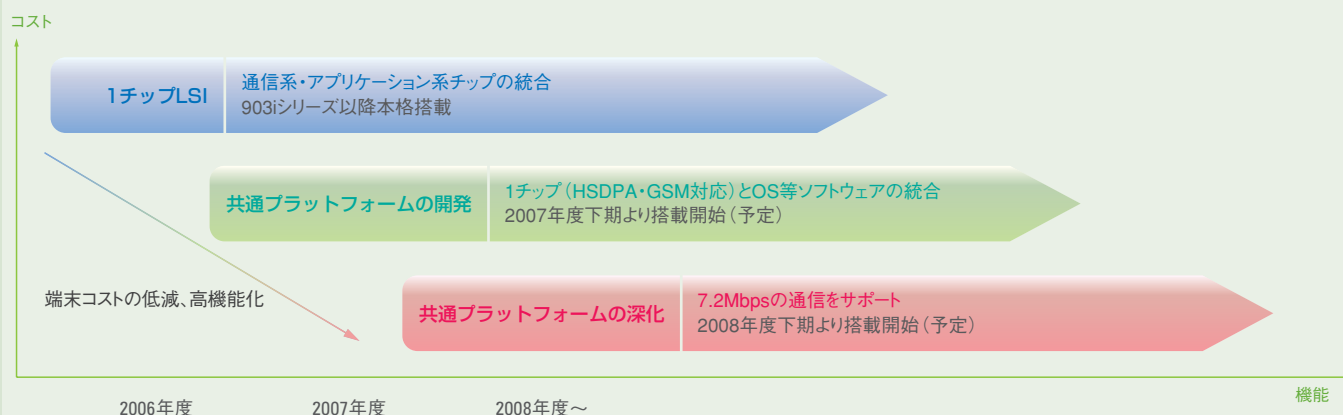 コスト
1チップLSI
通信系・アプリケーション系チップの統合
903iシリーズ以降本格搭載
共通プラットフォームの開発
1チップ（HSDPA・GSM対応）とOS等ソフトウェアの統合
2007年度下期より搭載開始（予定）
端末コストの低減、高機能化
共通プラットフォームの深化
7.2Mbpsの通信をサポート
2008年度下期より搭載開始（予定）
機能
2006年度 2007年度 2008年度～